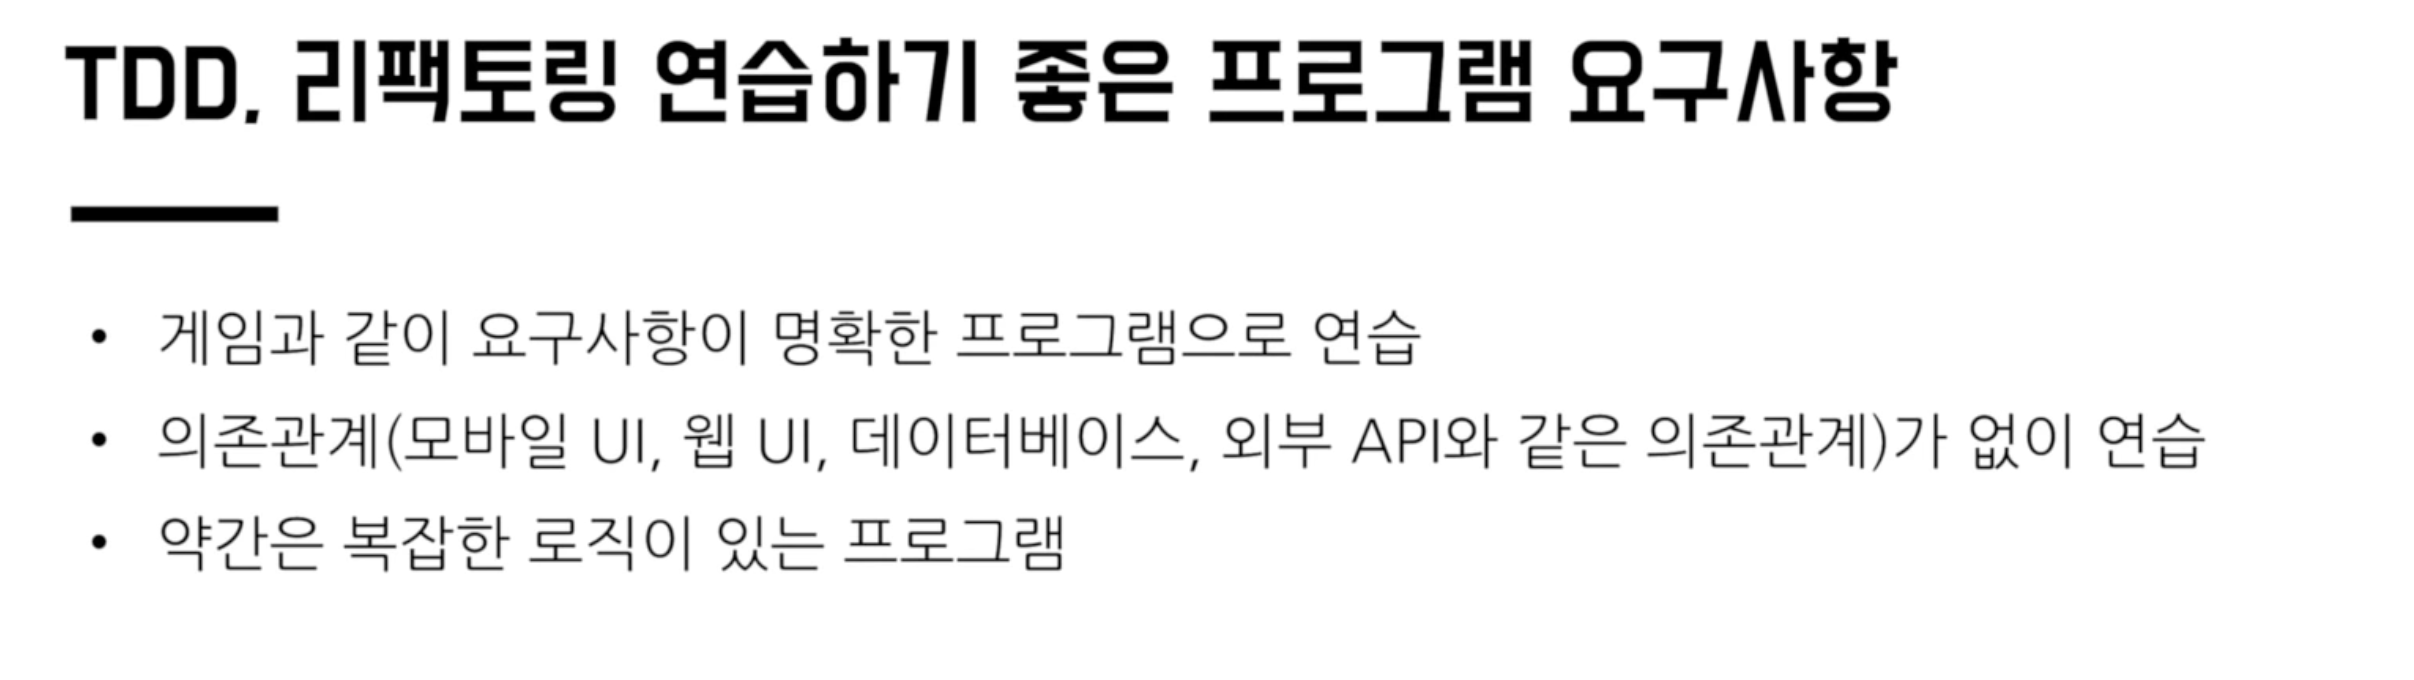 TDD, 리팩토링 연습하기 좋은 프로그램 요구사항
• 게임과 같이 요구사항이 명확한 프로그램으로 연습
• 의존관계(모바일 UI, 웹 UI, 데이터베이스, 외부 API와 같은 의존관계)가 없이 연습
• 약간은 복잡한 로직이 있는 프로그램